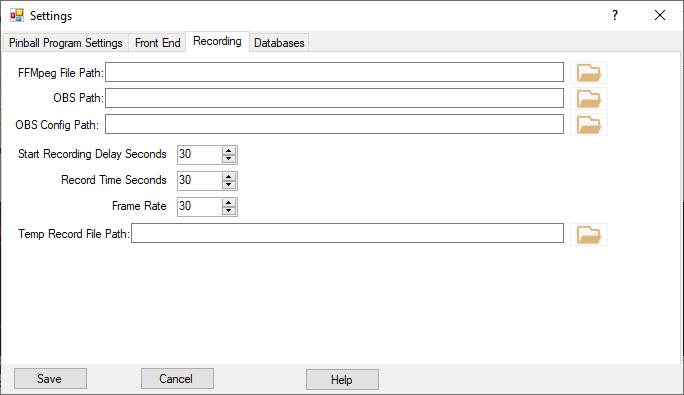 Settings
?
Pinball Program Settings Front End Recording Databases
FFMpeg File Path:
OBS Path:
OBS Config Path:
Start Recording Delay Seconds 30
Record Time Seconds 30
Frame Rate 30
Temp Record File Path:
Save Cancel Help